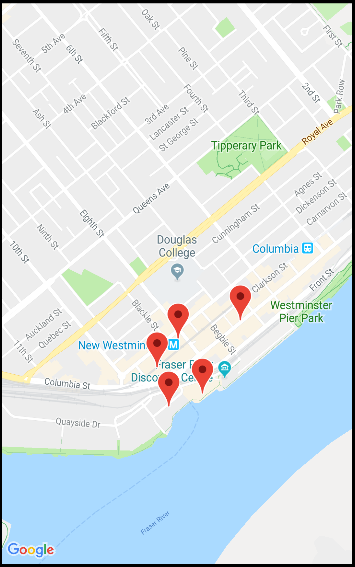 Oak St
First St
5th Ave
Fifth St
6th St
Seventh St
Pine St
4th Ave
Fourth St
2nd St
Third St
Park Row
Blackford St
3rd Ave
Lancaster St
St George St
Ash St
Royal Ave
Tipperary Park
Agnes St
Dickenson St
Carnarvon St
Queens Ave
Eighth St
Cunningham St
Ninth St
10th St
Douglas
College
Columbia
Clarkson St
Front St
Westminster
Pier Park
Blackie St
Auckland St
Quebec St
11th St
Begbie St
New Westmin
M
Fraser R
Disco Centre
Columbia St
Quayside Dr
Fraser River
Google